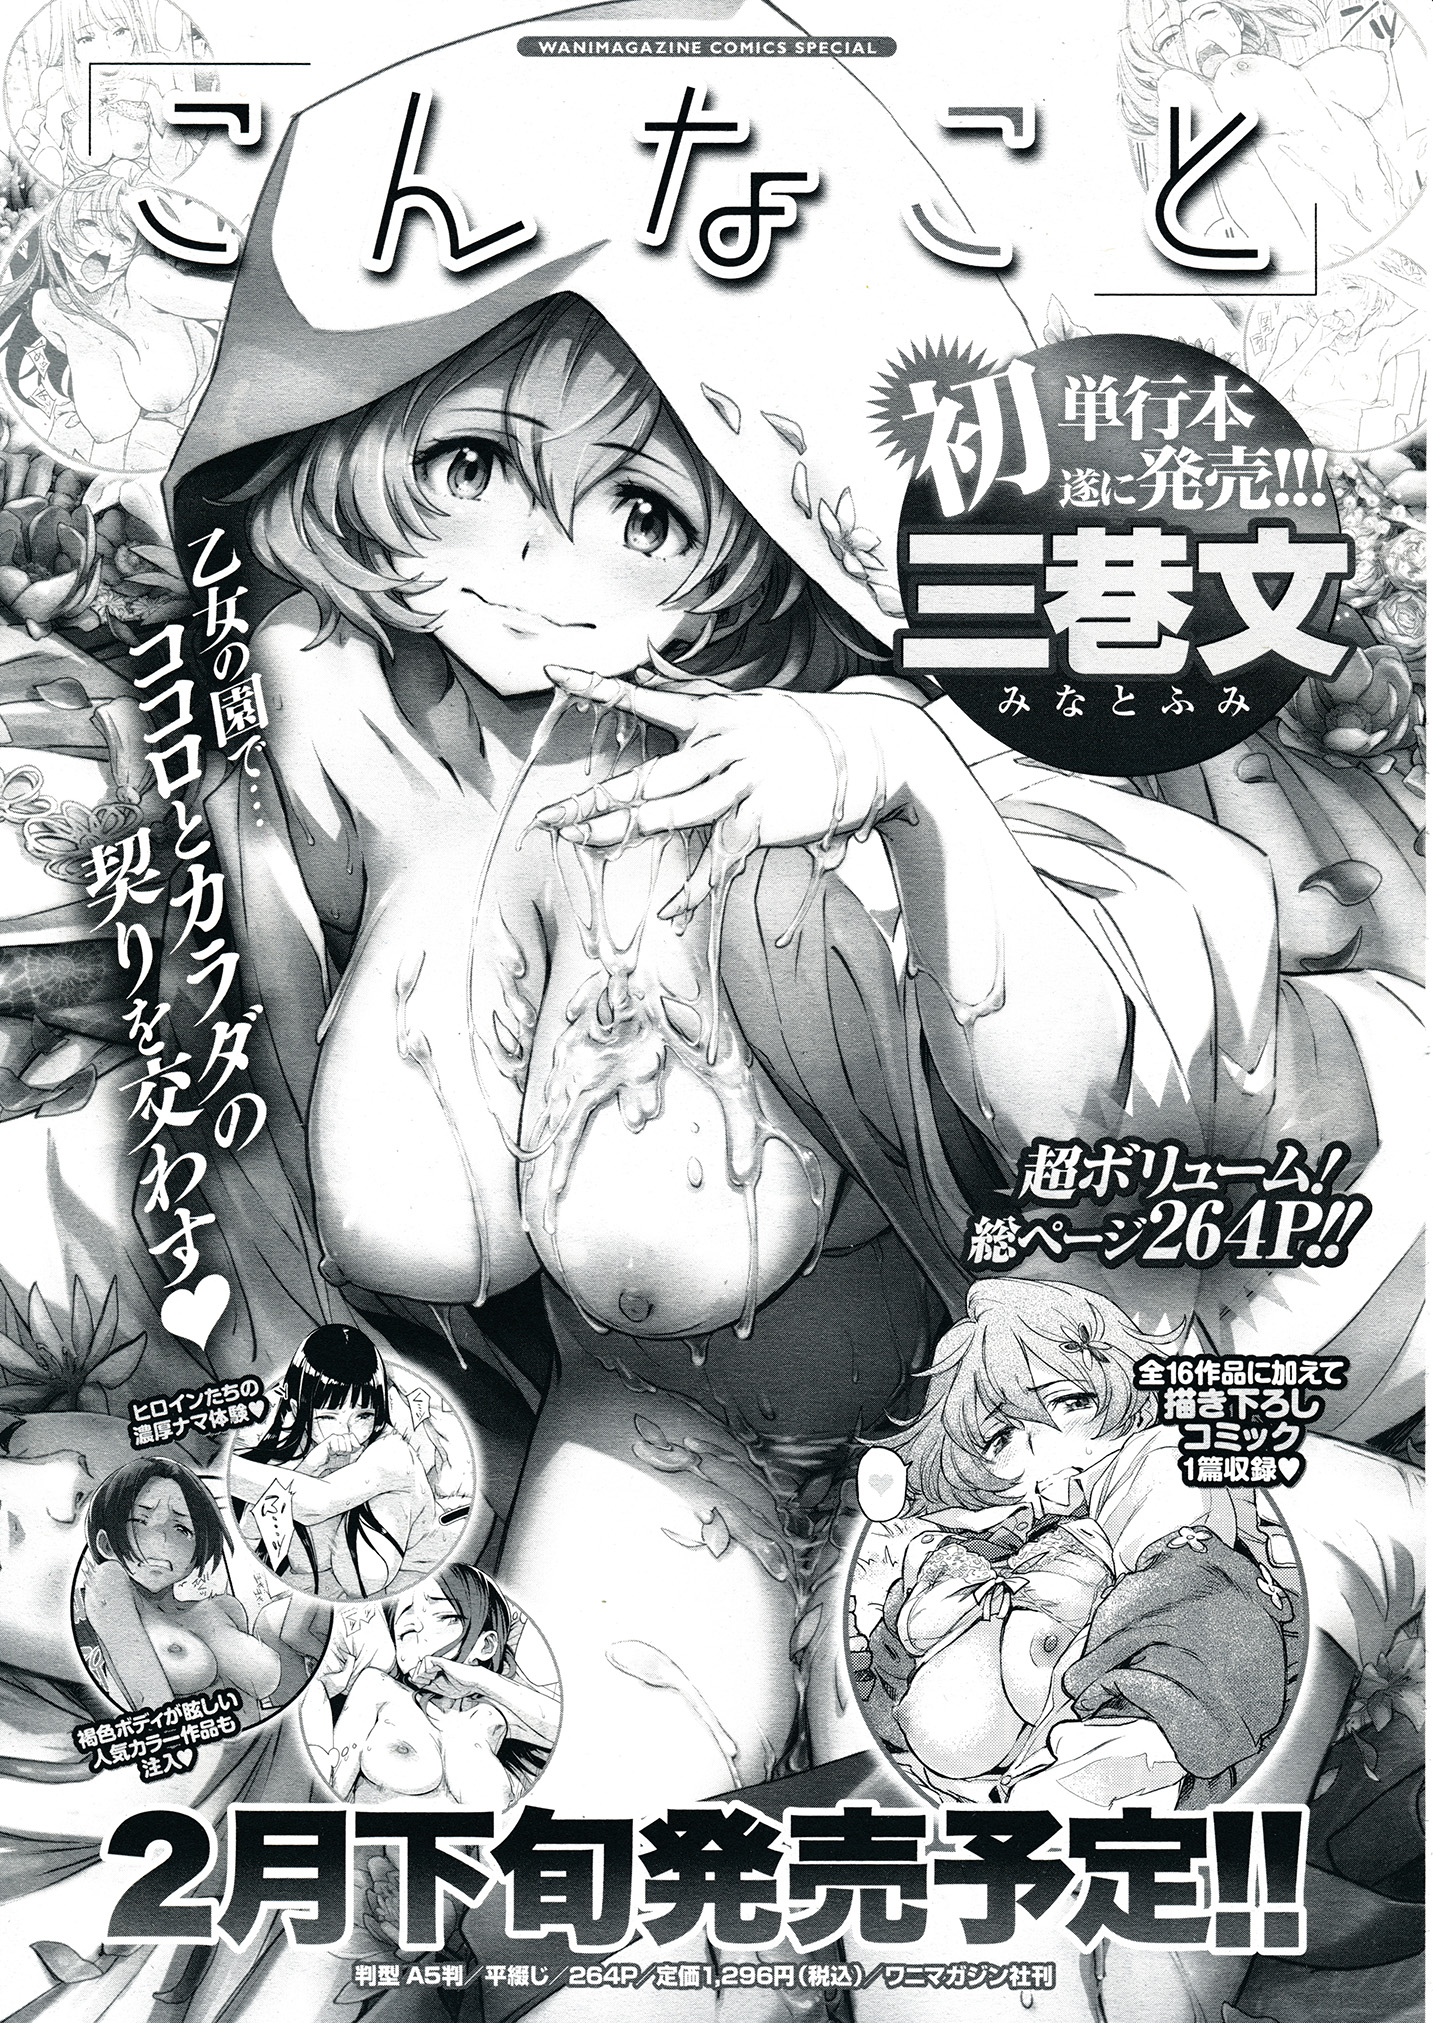 WANIMAGAZINE COMICS SPECIAL
「こんなこと」
初単行本
遂に発売!!!
三巷文
みなとふみ
乙女の園で…
ココロとカラダの
契りを交わす♥
超ボリューム!
総ページ264P!!
全16作品に加えて
描き下ろし
コミック
1篇収録♥
ヒロインたちの
濃厚ナマ体験♥
褐色ボディが眩しい
人気カラー作品も
注入♥
2月下旬発売予定!!
判型 A5判/平綴じ/264P/定価1,296円(税込)/ワニマガジン社刊